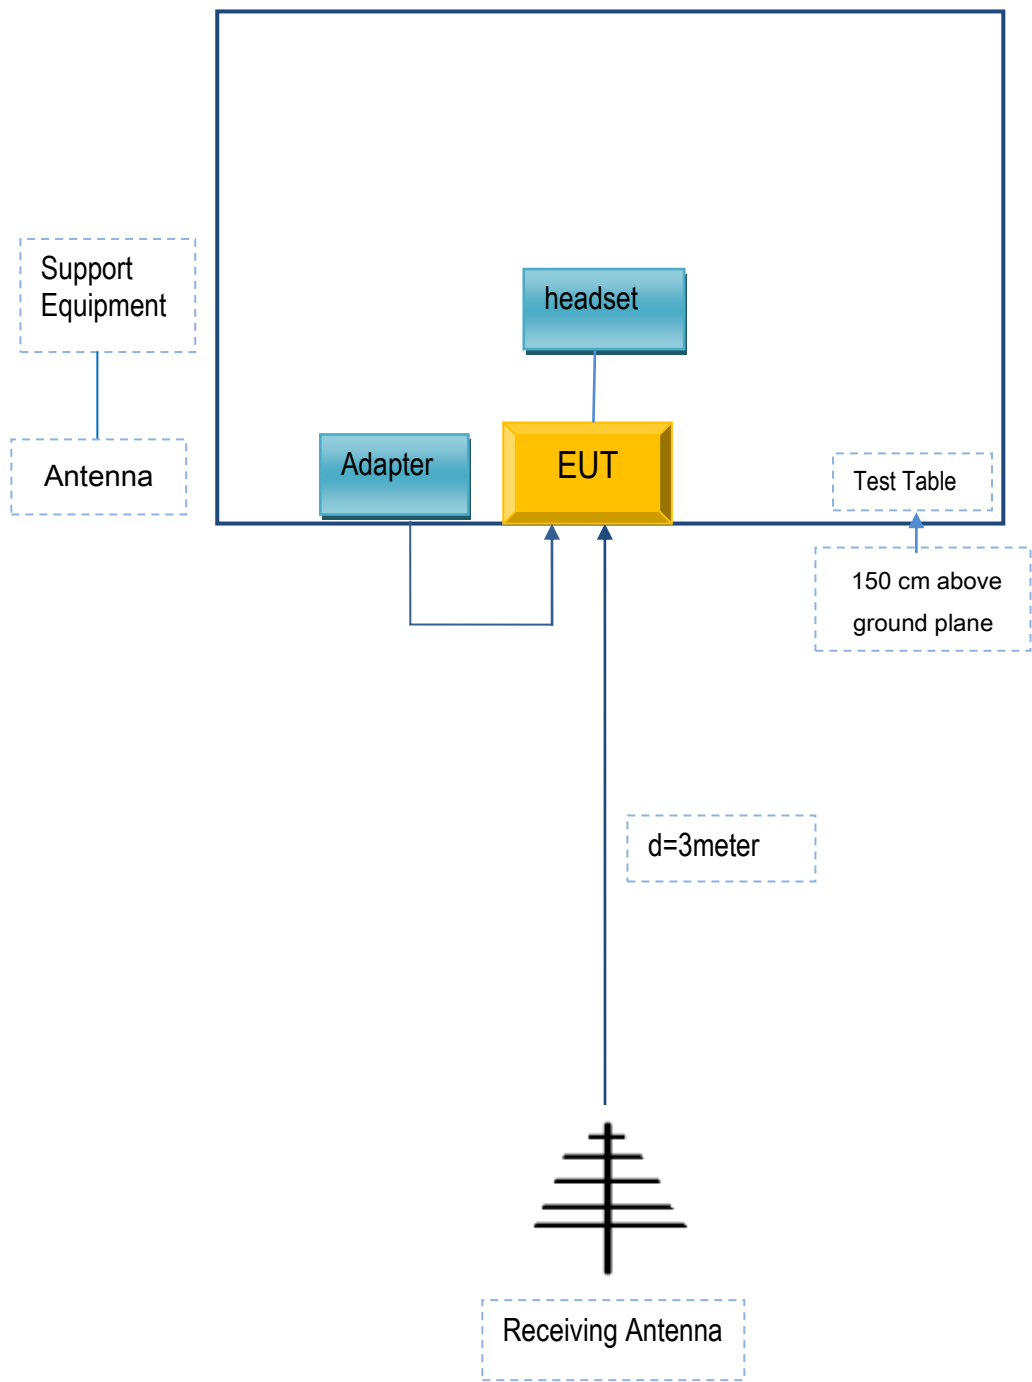 Support
Equipment
Antenna
headset
Adapter
EUT
Test Table
150 cm above
ground plane
d=3meter
Receiving Antenna